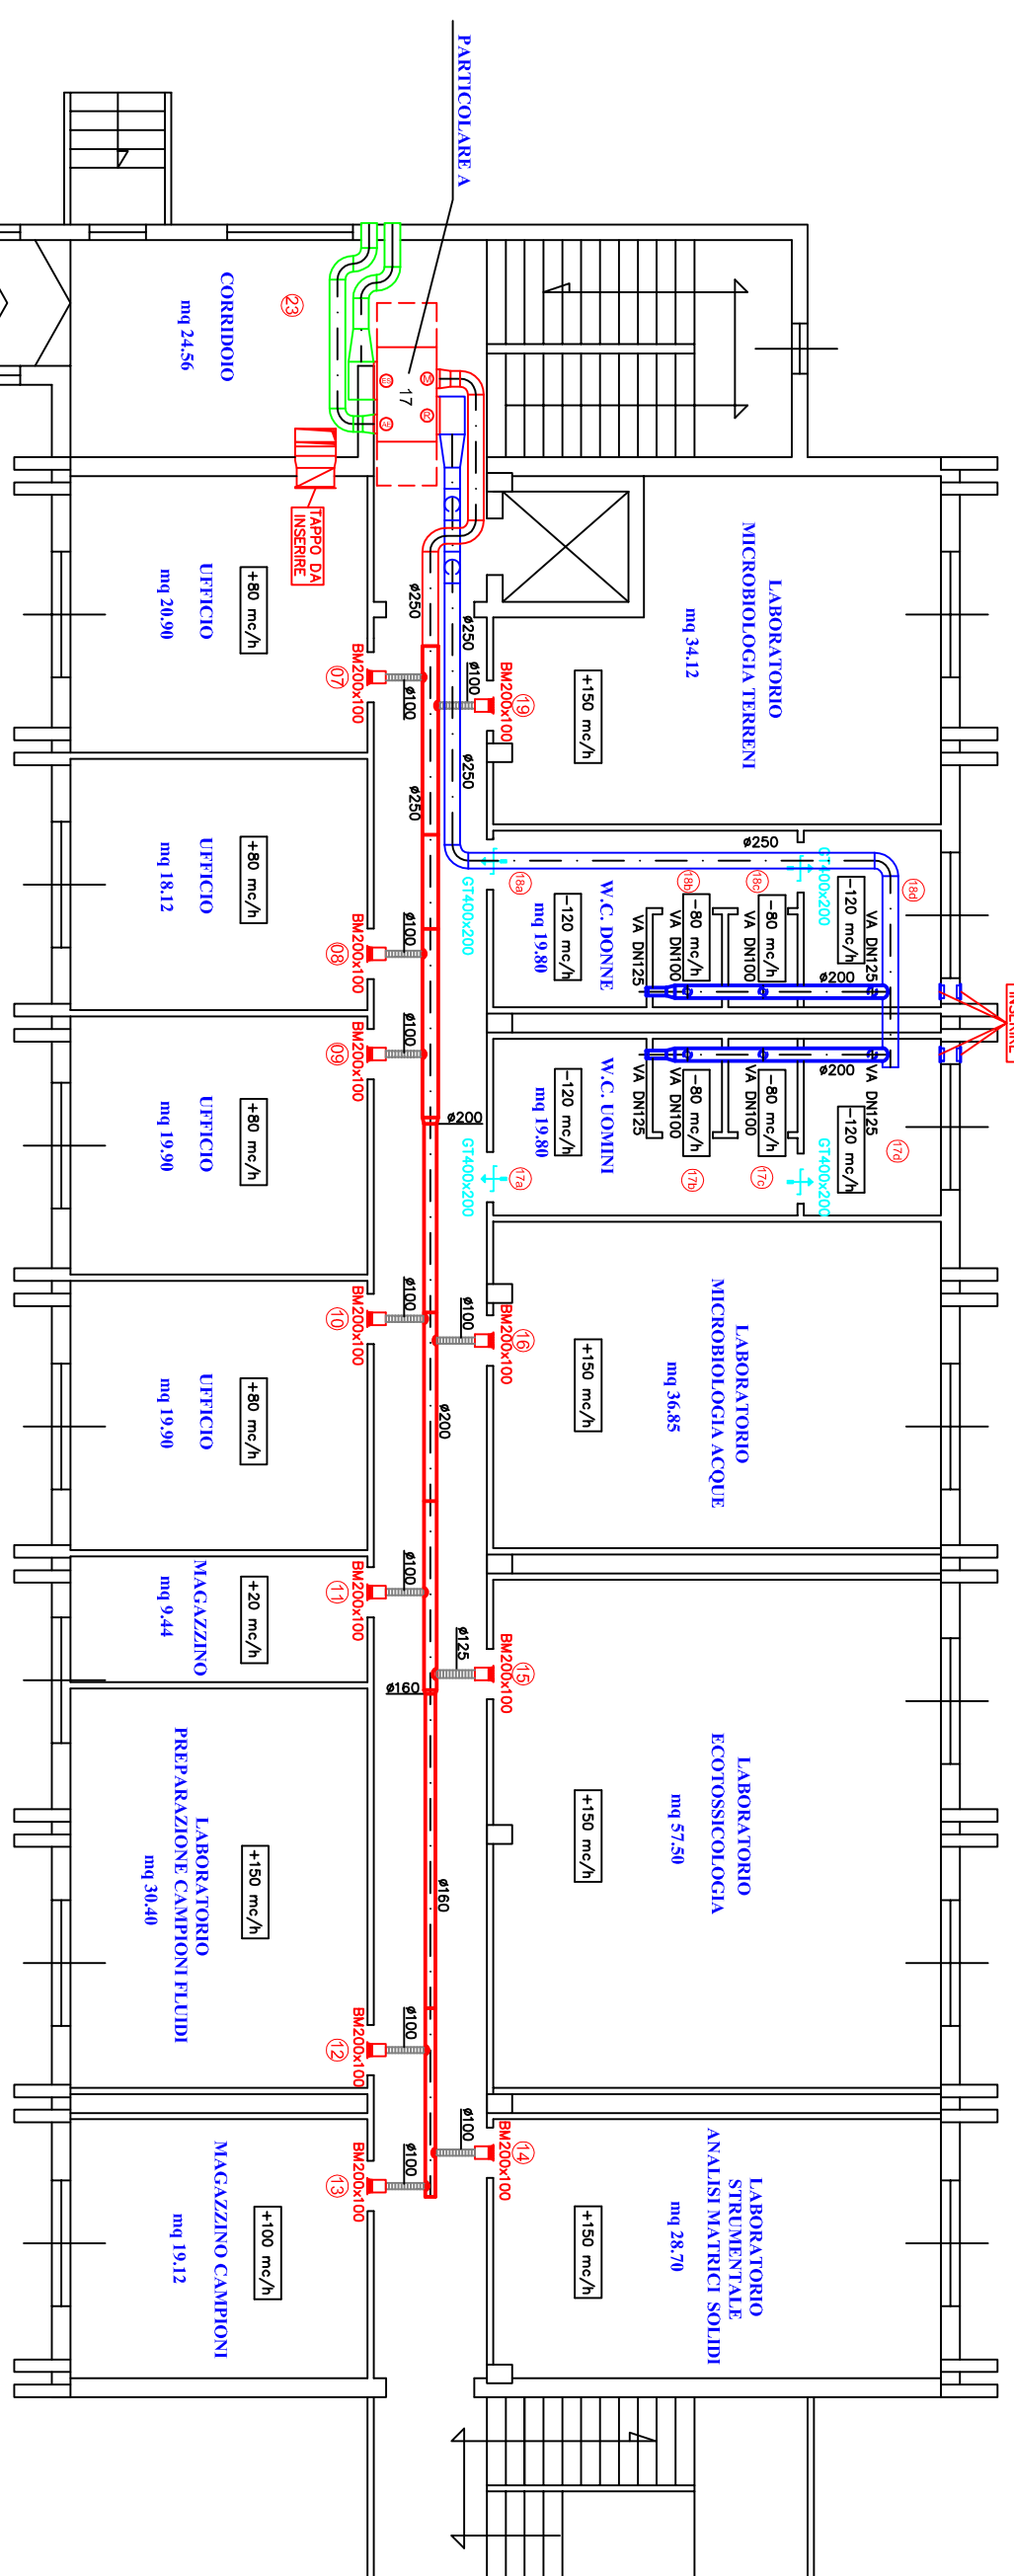 PARTICOLARE A
CORRIDOIO
mq 24.56
23
M
R
ES
AE
17
TAPPO DA
INSERIRE
LABORATORIO
MICROBIOLOGIA TERRENI
mq 34.12
+150 mc/h
19
BM200x100
ø100
ø250
ø250
ø250
ø250
ø250
UFFICIO
mq 20.90
+80 mc/h
BM200x100
07
ø100
UFFICIO
mq 18.12
+80 mc/h
BM200x100
08
ø100
W.C. DONNE
mq 19.80
-120 mc/h
GT400x200
18a
18b
-80 mc/h
VA DN100
VA DN125
18c
-80 mc/h
VA DN100
GT400x200
-120 mc/h
VA DN125
18d
ø200
W.C. UOMINI
mq 19.80
-120 mc/h
GT400x200
17a
17b
-80 mc/h
VA DN100
VA DN125
17c
-80 mc/h
VA DN100
GT400x200
-120 mc/h
VA DN125
17d
ø200
UFFICIO
mq 19.90
+80 mc/h
BM200x100
09
ø100
ø200
UFFICIO
mq 19.90
+80 mc/h
BM200x100
10
ø100
LABORATORIO
MICROBIOLOGIA ACQUE
mq 36.85
+150 mc/h
16
BM200x100
ø100
ø200
MAGAZZINO
mq 9.44
+20 mc/h
BM200x100
11
ø100
LABORATORIO
ECOTOSSICOLOGIA
mq 57.50
+150 mc/h
15
BM200x100
ø125
ø160
ø160
LABORATORIO
PREPARAZIONE CAMPIONI FLUIDI
mq 30.40
+150 mc/h
BM200x100
12
ø100
LABORATORIO
STRUMENTALE
ANALISI MATRICI SOLIDI
mq 28.70
+150 mc/h
14
BM200x100
ø100
MAGAZZINO CAMPIONI
mq 19.12
+100 mc/h
BM200x100
13
ø100